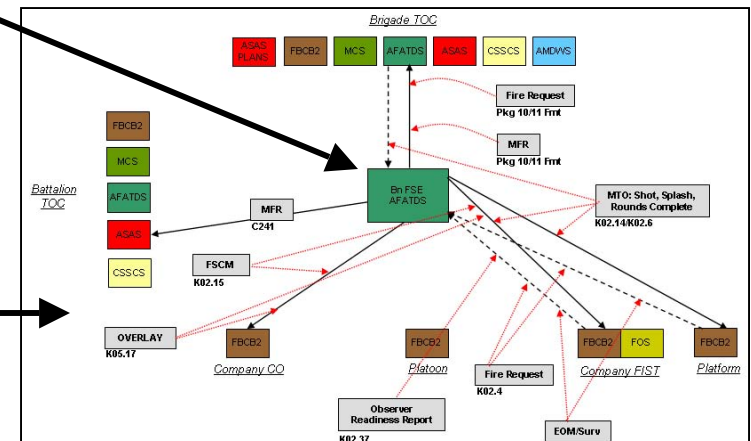 Brigade TOC
ASAS
PLANS
FBCB2
MCS
AFATDS
ASAS
CSSCS
AMDWS
Fire Request
Pkg 10/11 Fmt
MFR
Pkg 10/11 Fmt
FBCB2
MCS
Battalion
TOC
AFATDS
ASAS
CSSCS
Bn FSE
AFATDS
MFR
C241
MTO: Shot, Splash,
Rounds Complete
K02.14/K02.6
FSCM
K02.15
OVERLAY
K05.17
FBCB2
Company CO
FBCB2
Platoon
FBCB2
FOS
Company FIST
FBCB2
Platform
Fire Request
K02.4
Observer
Readiness Report
K02.37
EOM/Surv